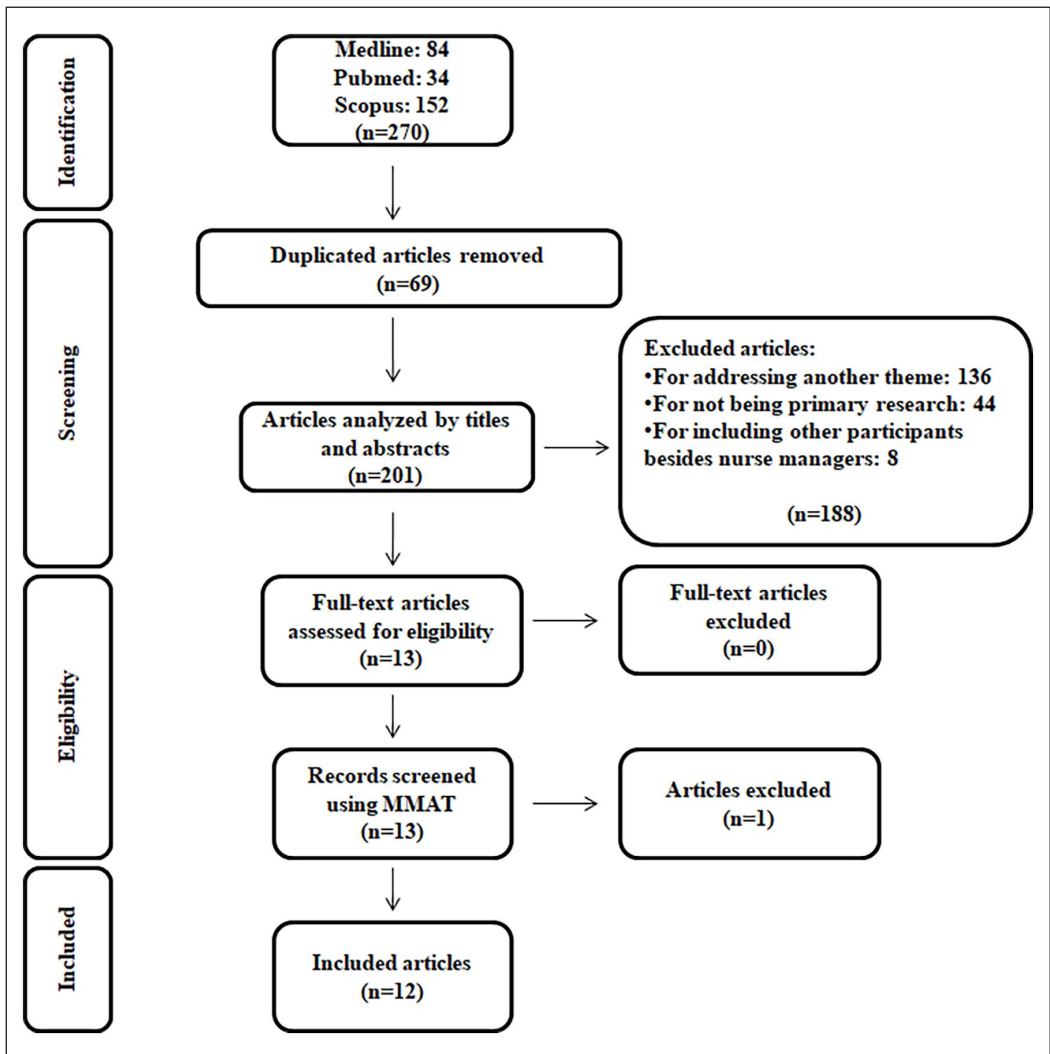 Identification
Medline: 84
Pubmed: 34
Scopus: 152
(n=270)
Screening
Duplicated articles removed
(n=69)
Articles analyzed by titles
and abstracts
(n=201)
Excluded articles:
•For addressing another theme: 136
•For not being primary research: 44
•For including other participants
besides nurse managers: 8
(n=188)
Eligibility
Full-text articles
assessed for eligibility
(n=13)
Full-text articles
excluded
(n=0)
Records screened
using MMAT
(n=13)
Articles excluded
(n=1)
Included
Included articles
(n=12)